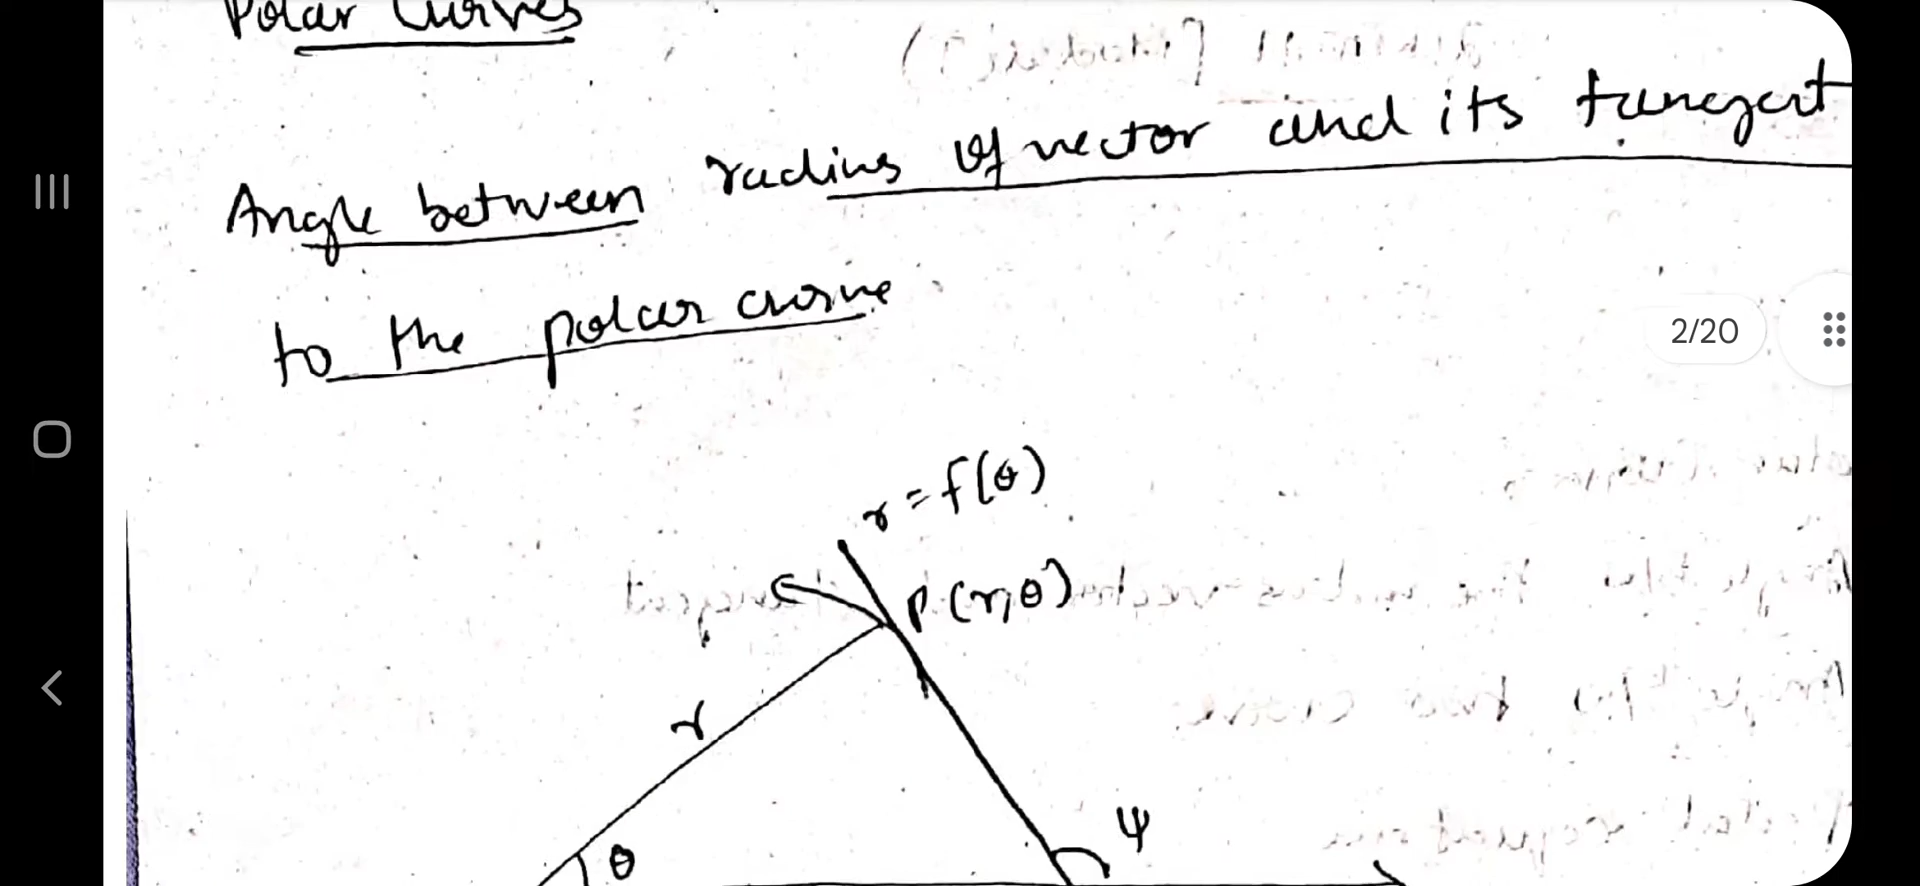 Polar Curves
Angle between radius of vector and its tangent
to the polar curve
2/20
r = f(θ)
P(r,θ)
r
ψ
θ